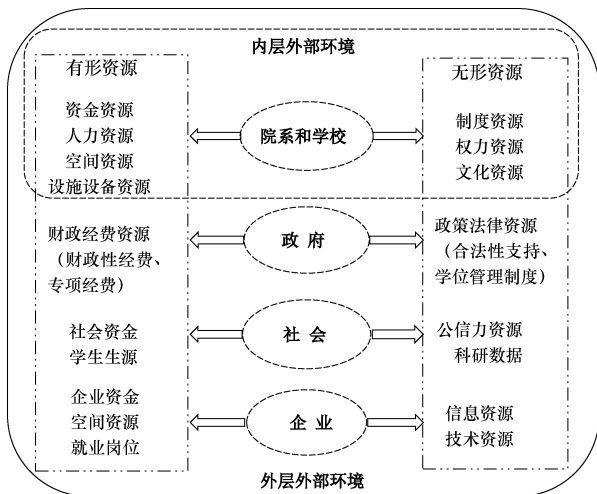 内层外部环境
有形资源
无形资源
资金资源
人力资源
空间资源
设施设备资源
院系和学校
制度资源
权力资源
文化资源
财政经费资源
（财政性经费、
专项经费）
政 府
政策法律资源
（合法性支持、
学位管理制度）
社会资金
学生生源
社 会
公信力资源
科研数据
企业资金
空间资源
就业岗位
企 业
信息资源
技术资源
外层外部环境